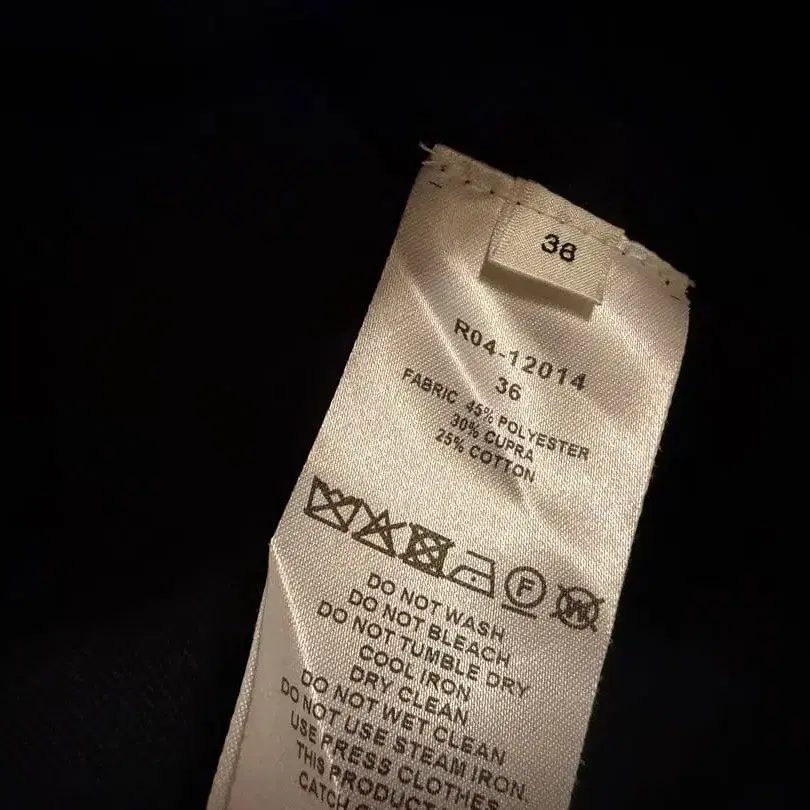 36
R04-12014
36
FABRIC 45% POLYESTER
30% CUPRA
25% COTTON
F
W
DO NOT WASH
DO NOT BLEACH
DO NOT TUMBLE DRY
COOL IRON
DRY CLEAN
DO NOT WET CLEAN
DO NOT USE STEAM IRON.
USE PRESS CLOTHES
THIS PRODUCT
CATCH